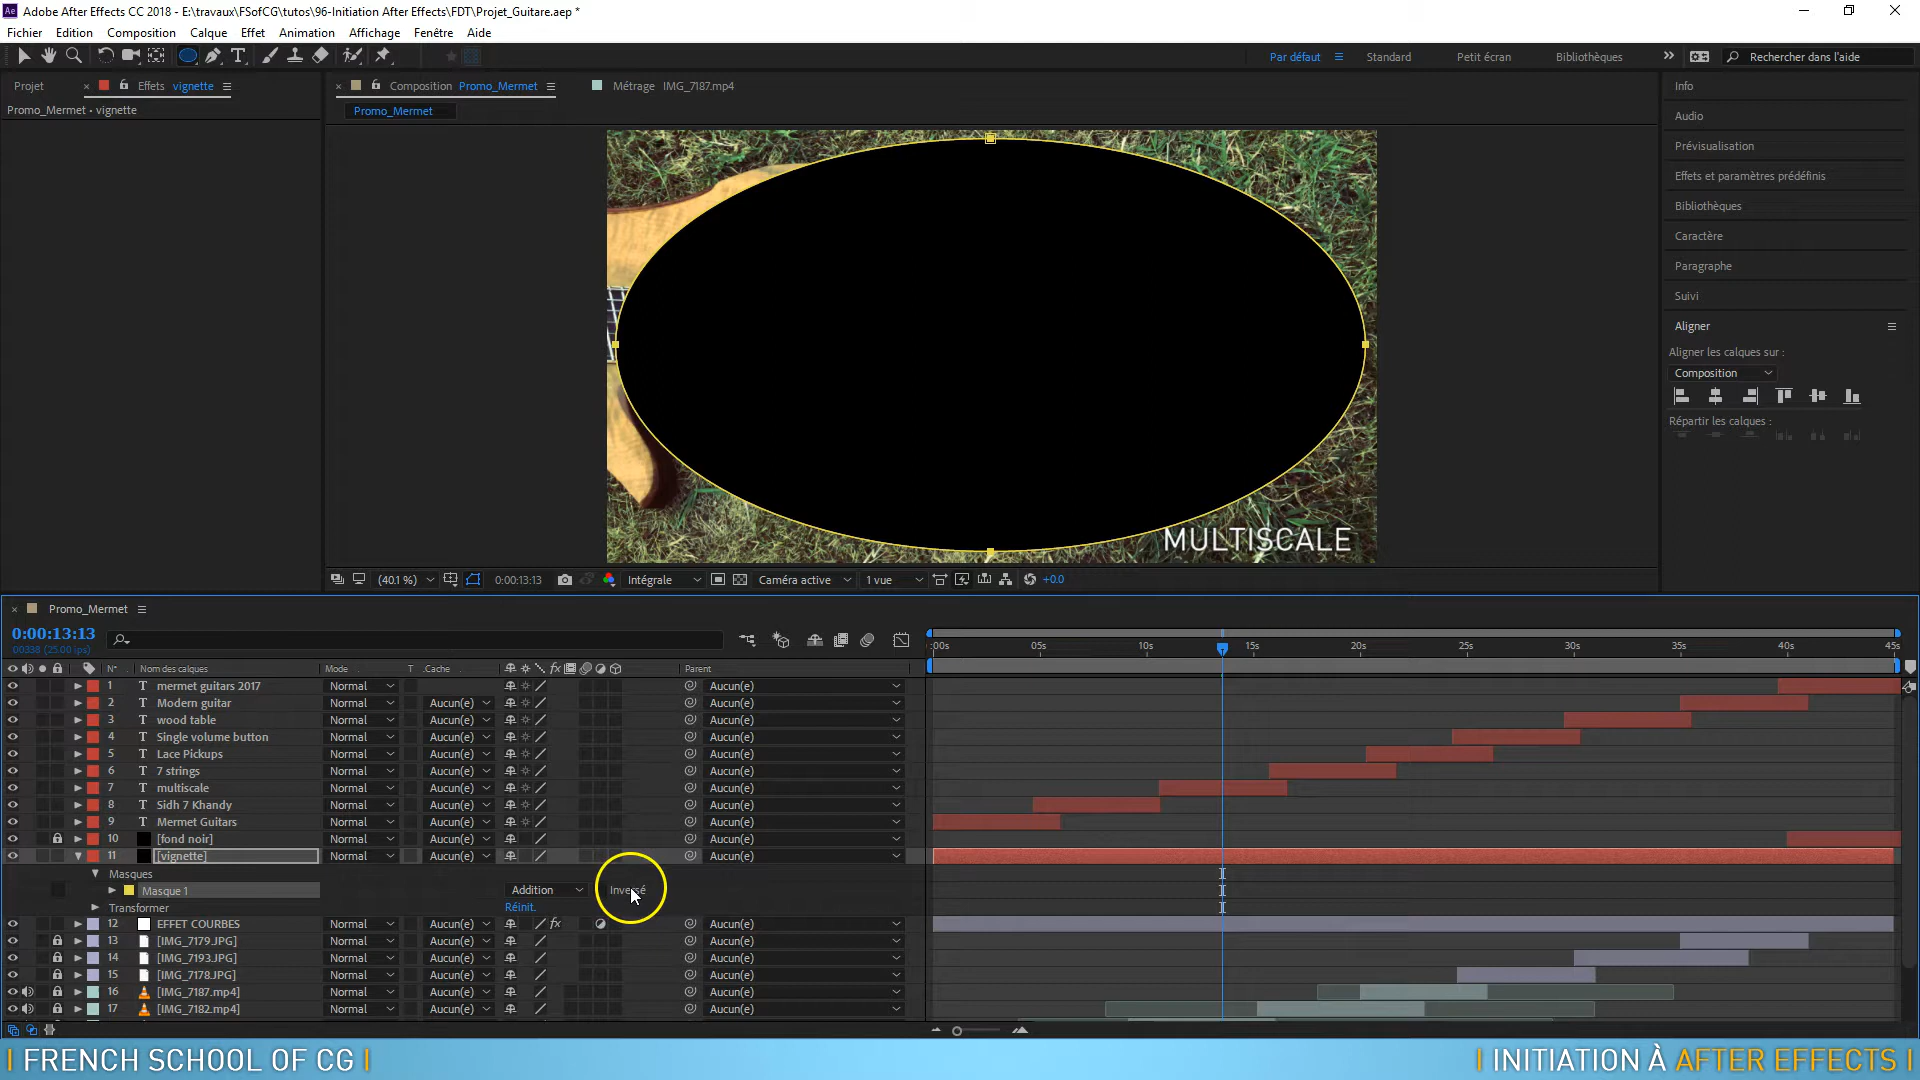 Adobe After Effects CC 2018 - E:\travaux\FSofCG\tutos\96-Initiation After Effects\FDT\Projet_Guitare.aep *
Fichier Edition Composition Calque Effet Animation Affichage Fenêtre Aide
Par défaut Standard Petit écran Bibliothèques Rechercher dans l'aide
Projet Effets vignette Composition Promo_Mermet Métrage IMG_7187.mp4
Promo_Mermet • vignette
Promo_Mermet
Info
Audio
Prévisualisation
Effets et paramètres prédéfinis
Bibliothèques
Caractère
Paragraphe
Suivi
Aligner
Aligner les calques sur :
Composition
Répartir les calques :
MULTISCALE
(40.1 %) 0:00:13:13 Intégrale Caméra active 1 vue +0.0
Promo_Mermet
0:00:13:13
00338 (25.00 ips)
:00s 05s 10s 15s 20s 25s 30s 35s 40s 45s
N° Nom des calques Mode T .Cache Parent
1 T mermet guitars 2017 Normal Aucun(e)
2 T Modern guitar Normal Aucun(e) Aucun(e)
3 T wood table Normal Aucun(e) Aucun(e)
4 T Single volume button Normal Aucun(e) Aucun(e)
5 T Lace Pickups Normal Aucun(e) Aucun(e)
6 T 7 strings Normal Aucun(e) Aucun(e)
7 T multiscale Normal Aucun(e) Aucun(e)
8 T Sidh 7 Khandy Normal Aucun(e) Aucun(e)
9 T Mermet Guitars Normal Aucun(e) Aucun(e)
10 [fond noir] Normal Aucun(e) Aucun(e)
11 [vignette] Normal Aucun(e) Aucun(e)
Masques
Masque 1 Addition Inversé
Transformer Réinit.
12 EFFET COURBES Normal Aucun(e) fx Aucun(e)
13 [IMG_7179.JPG] Normal Aucun(e) Aucun(e)
14 [IMG_7193.JPG] Normal Aucun(e) Aucun(e)
15 [IMG_7178.JPG] Normal Aucun(e) Aucun(e)
16 [IMG_7187.mp4] Normal Aucun(e) Aucun(e)
17 [IMG_7182.mp4] Normal Aucun(e) Aucun(e)
| FRENCH SCHOOL OF CG | | INITIATION À AFTER EFFECTS |